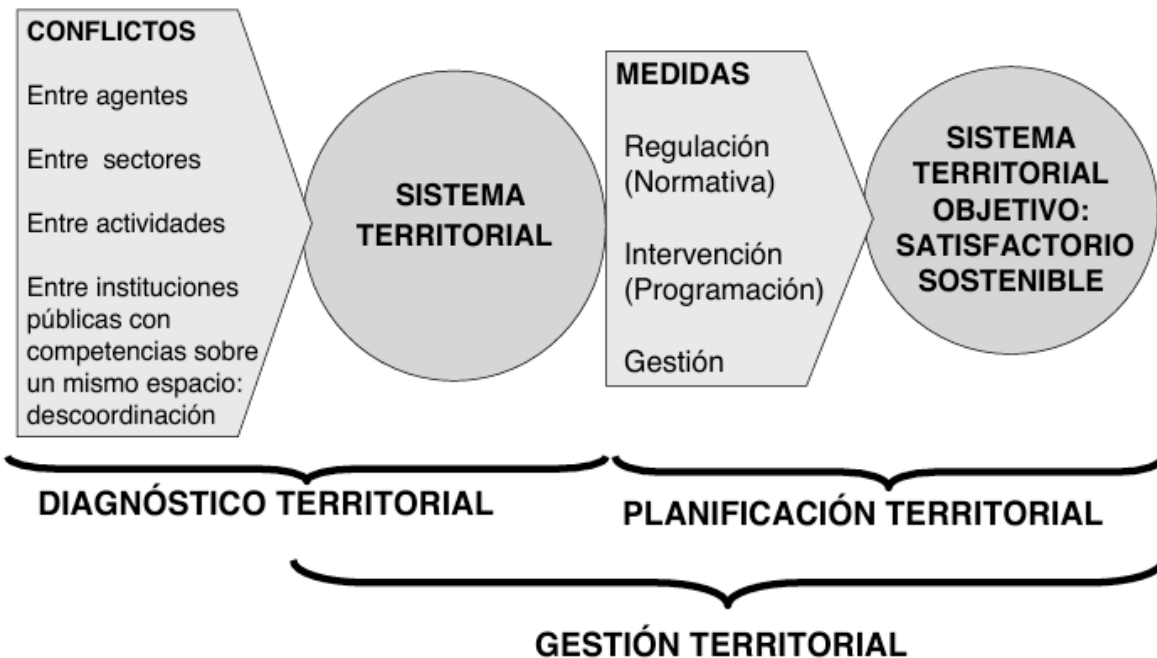 CONFLICTOS
Entre agentes
Entre sectores
Entre actividades
Entre instituciones
públicas con
competencias sobre
un mismo espacio:
descoordinación
SISTEMA
TERRITORIAL
MEDIDAS
Regulación
(Normativa)
Intervención
(Programación)
Gestión
SISTEMA
TERRITORIAL
OBJETIVO:
SATISFACTORIO
SOSTENIBLE
DIAGNÓSTICO TERRITORIAL
PLANIFICACIÓN TERRITORIAL
GESTIÓN TERRITORIAL